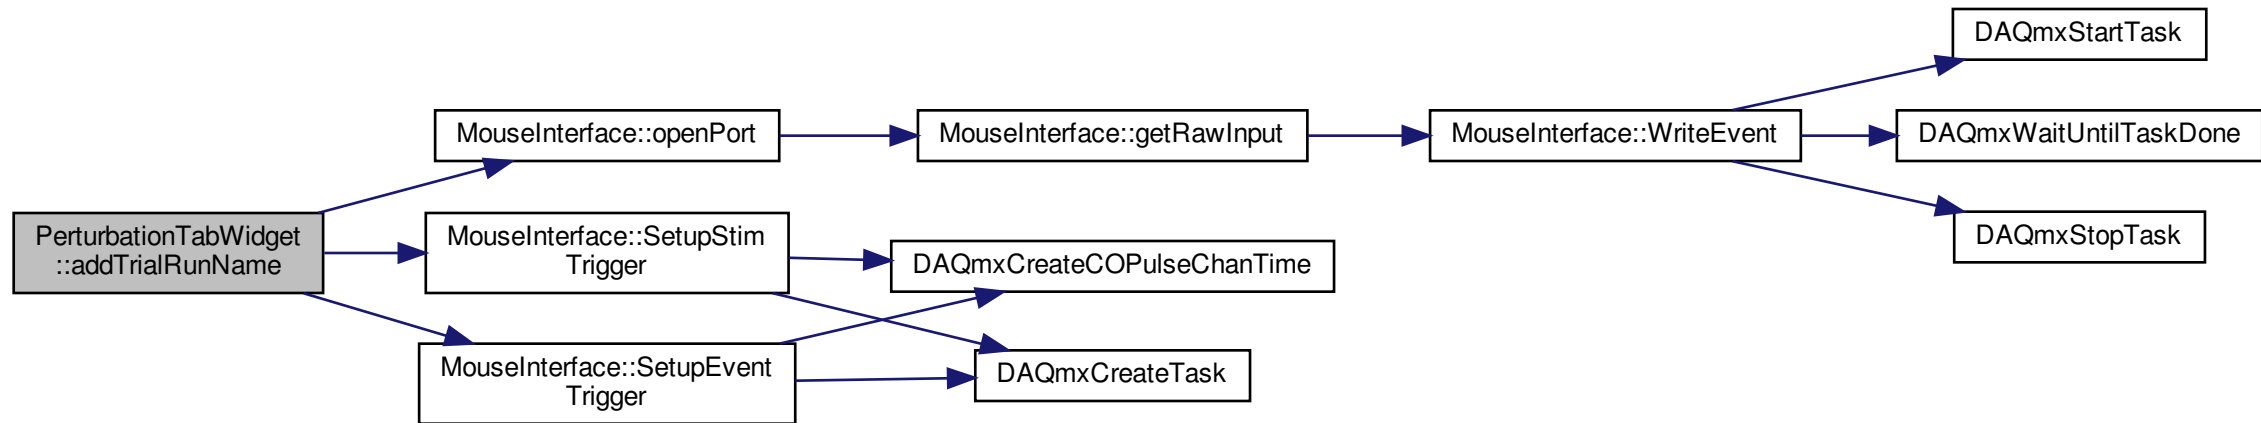 PerturbationTabWidget
::addTrialRunName
MouseInterface::openPort
MouseInterface::getRawInput
MouseInterface::WriteEvent
DAQmxStartTask
DAQmxWaitUntilTaskDone
DAQmxStopTask
MouseInterface::SetupStim
Trigger
DAQmxCreateCOPulseChanTime
DAQmxCreateTask
MouseInterface::SetupEvent
Trigger